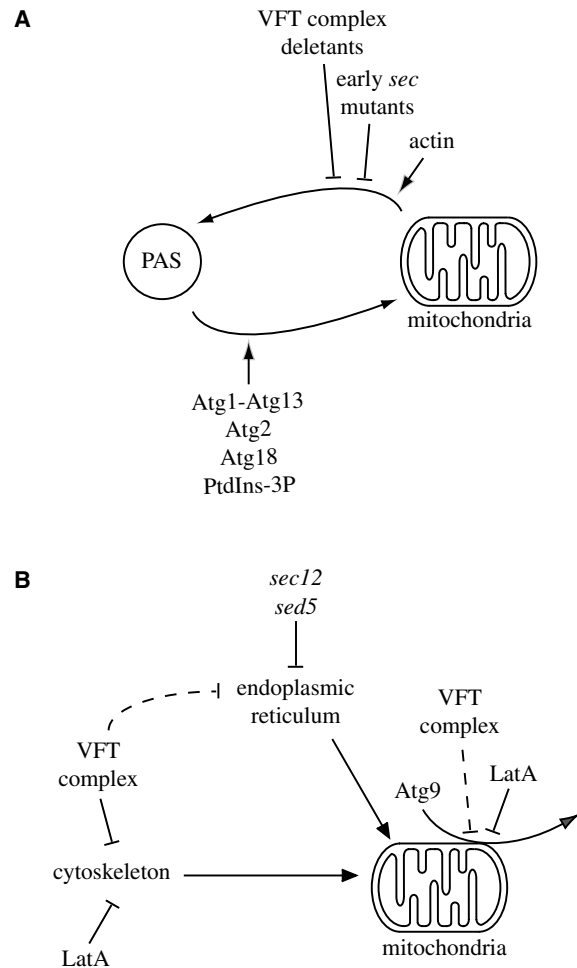 A
VFT complex
deletants
early sec
mutants
actin
PAS
mitochondria
Atg1-Atg13
Atg2
Atg18
PtdIns-3P
B
sec12
sed5
endoplasmic
reticulum
VFT
complex
VFT
complex
LatA
Atg9
cytoskeleton
LatA
mitochondria